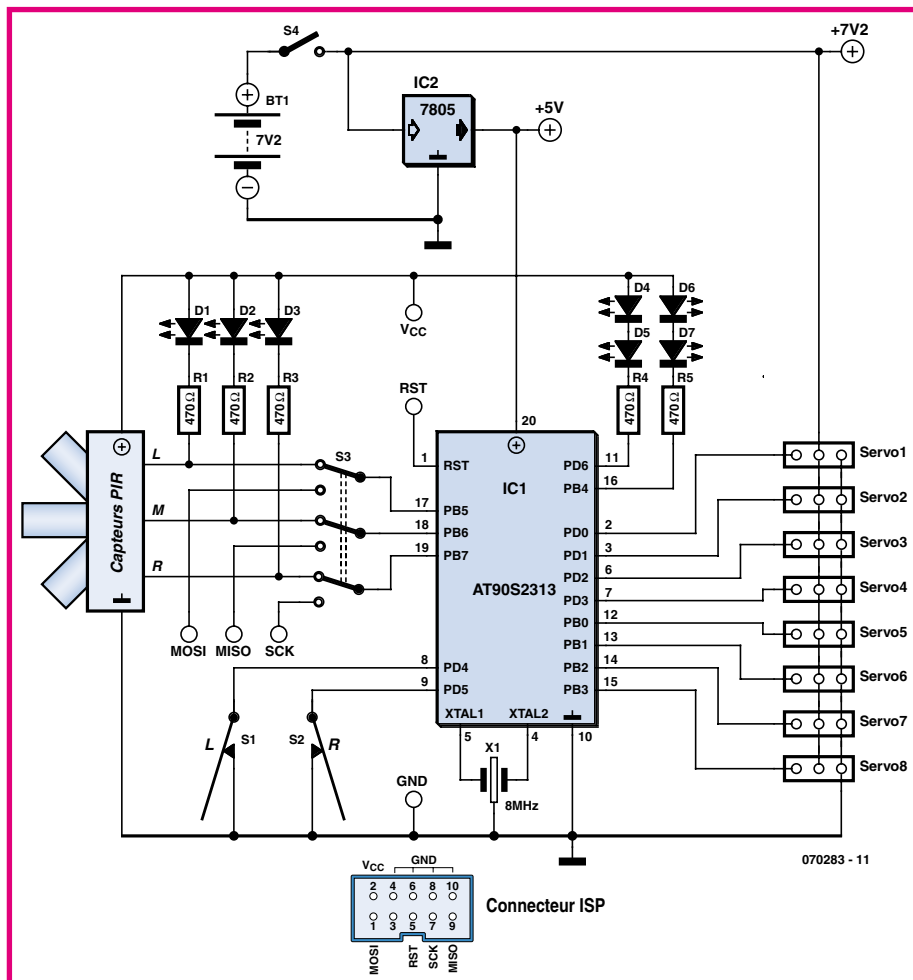 S4
+7V2
IC2
BT1
7805
+5V
7V2
D1 D2 D3
D4 D6
VCC
D5 D7
R1 R2 R3
RST
R4 R5
470Ω 470Ω 470Ω
470Ω 470Ω
20
Capteurs PIR
L
M
R
S3
1 RST
IC1
AT90S2313
PD6 11
PB4 16
17 PB5
18 PB6
19 PB7
PD0 2
PD1 3
PD2 6
PD3 7
PB0 12
PB1 13
PB2 14
PB3 15
Servo1
Servo2
Servo3
Servo4
Servo5
Servo6
Servo7
Servo8
MOSI MISO SCK
8 PD4
9 PD5
XTAL1 XTAL2
5 4 10
L S1 S2 R
X1
8MHz
GND
070283 - 11
VCC GND
2 4 6 8 10
1 3 5 7 9
Connecteur ISP
MOSI RST SCK MISO